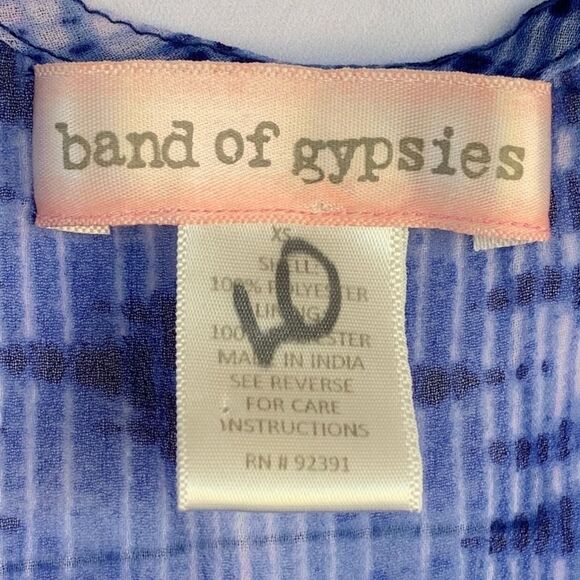 band of gypsies
XS
SHELL:
100% POLYESTER
LINING:
100% POLYESTER
MADE IN INDIA
SEE REVERSE
FOR CARE
INSTRUCTIONS
RN # 92391